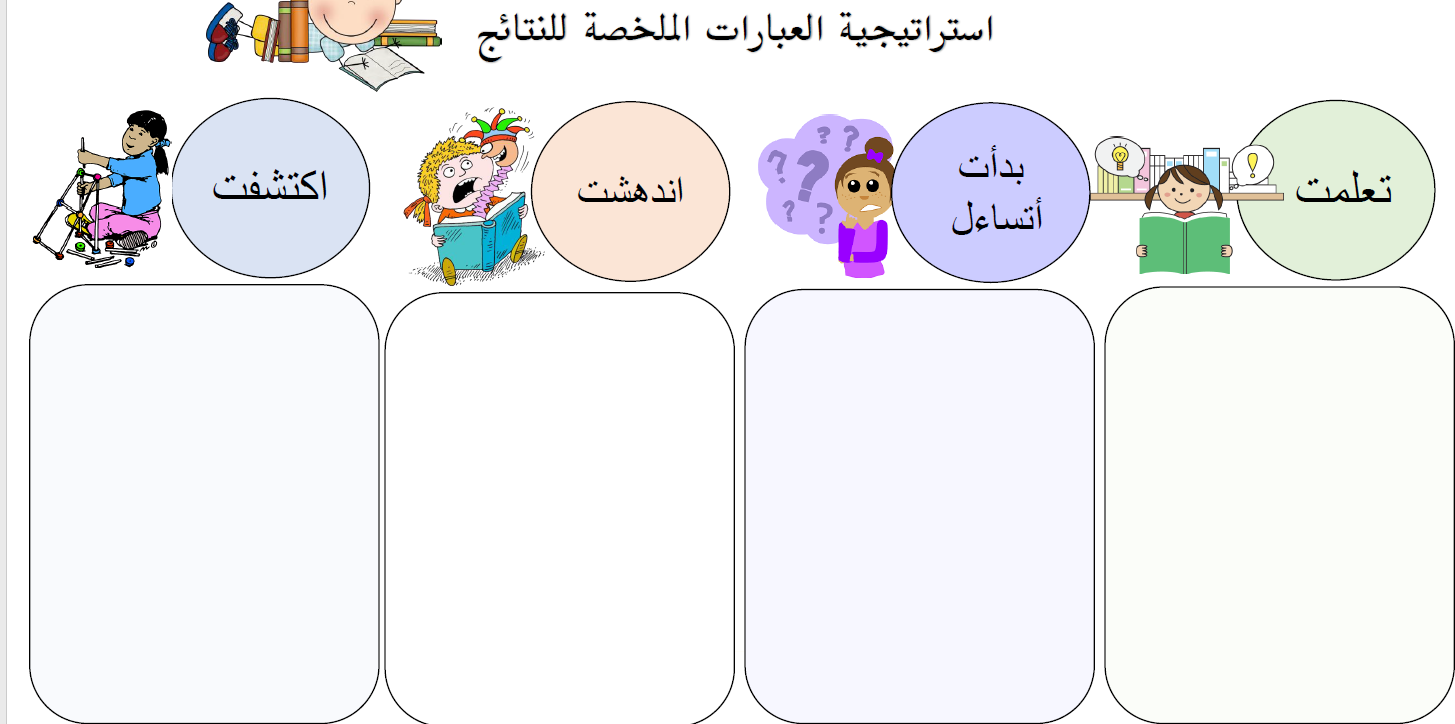 استراتيجية العبارات الملخصة للنتائج
تعلمت
بدأت
أتساءل
اندهشت
اكتشفت